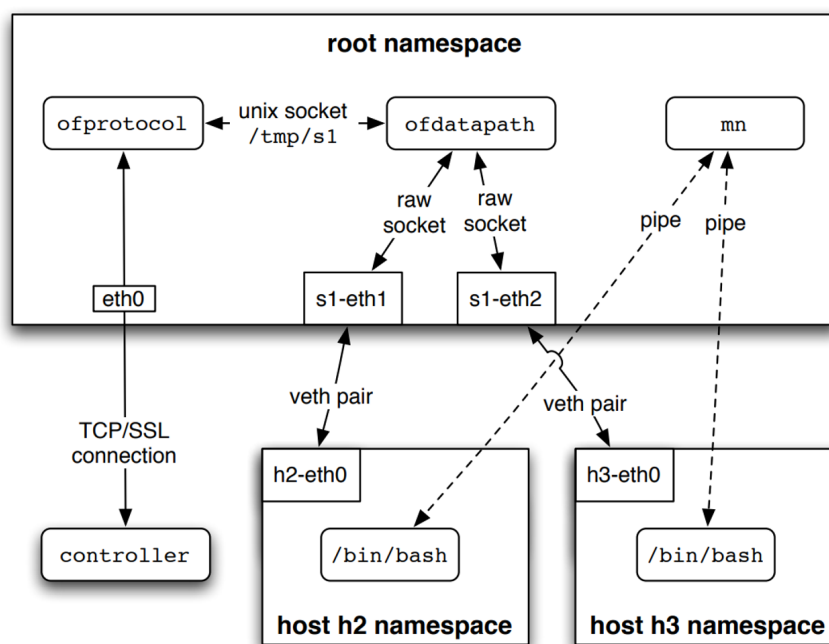 root namespace
ofprotocol
unix socket
/tmp/s1
ofdatapath
mn
raw
socket
raw
socket
pipe
pipe
eth0
s1-eth1
s1-eth2
veth pair
veth pair
TCP/SSL
connection
h2-eth0
h3-eth0
controller
/bin/bash
/bin/bash
host h2 namespace
host h3 namespace